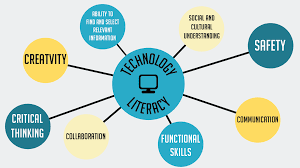 ABILITY TO
FIND AND SELECT
RELEVANT
INFORMATION
SOCIAL AND
CULTURAL
UNDERSTANDING
CREATVITY
SAFETY
TECHNOLOGY
LITERACY
CRITICAL
THINKING
COLLABORATION
FUNCTIONAL
SKILLS
COMMUNICATION